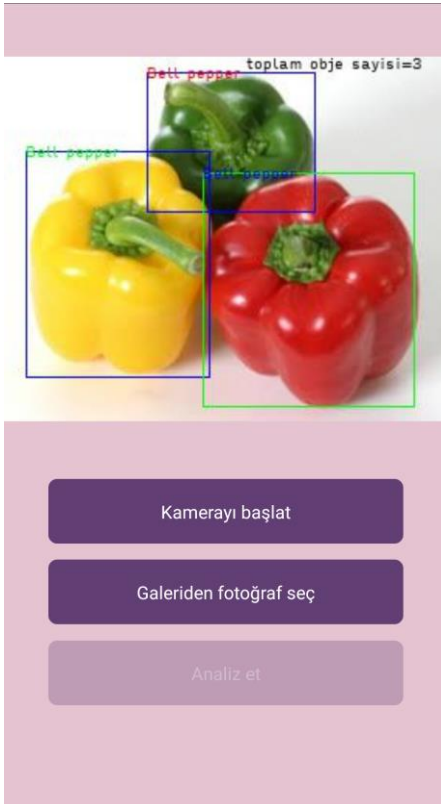 toplam obje sayisi=3
Bell pepper
Bell pepper
Bell pepper
Kamerayı başlat
Galeriden fotoğraf seç
Analiz et